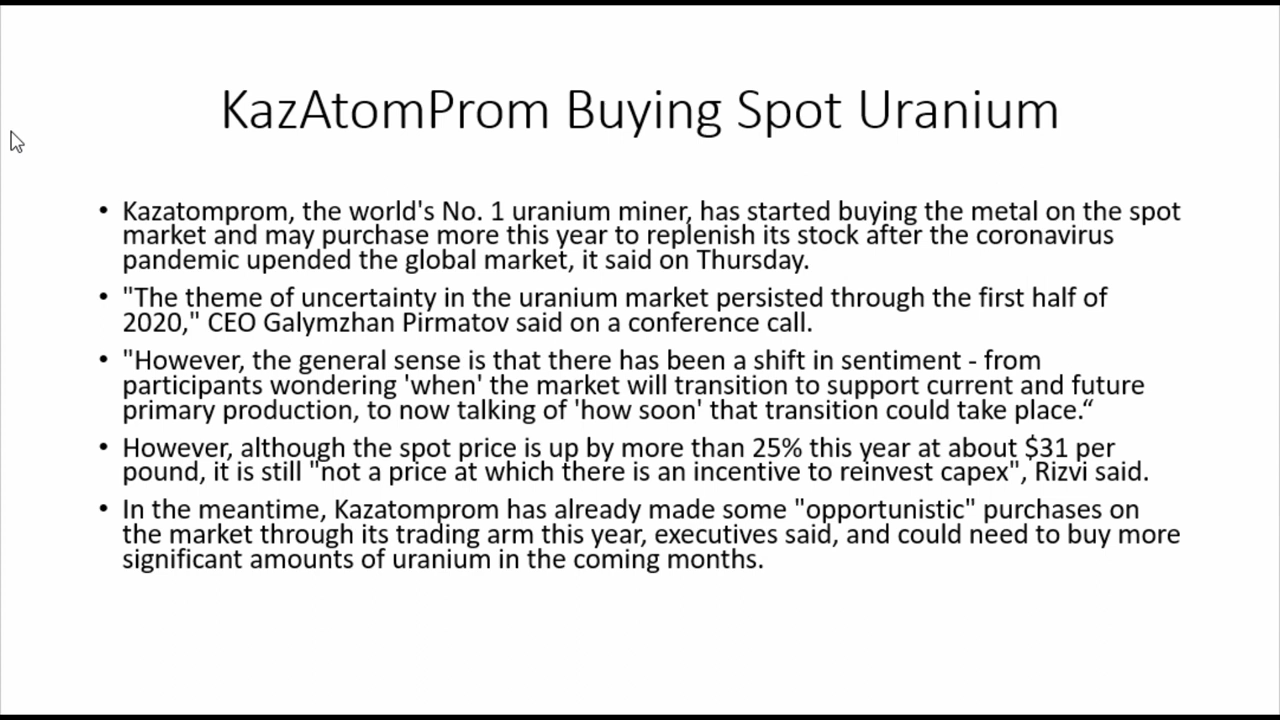 KazAtomProm Buying Spot Uranium
• Kazatomprom, the world's No. 1 uranium miner, has started buying the metal on the spot
market and may purchase more this year to replenish its stock after the coronavirus
pandemic upended the global market, it said on Thursday.
• "The theme of uncertainty in the uranium market persisted through the first half of
2020," CEO Galymzhan Pirmatov said on a conference call.
• "However, the general sense is that there has been a shift in sentiment - from
participants wondering 'when' the market will transition to support current and future
primary production, to now talking of 'how soon' that transition could take place.“
• However, although the spot price is up by more than 25% this year at about $31 per
pound, it is still "not a price at which there is an incentive to reinvest capex", Rizvi said.
• In the meantime, Kazatomprom has already made some "opportunistic" purchases on
the market through its trading arm this year, executives said, and could need to buy more
significant amounts of uranium in the coming months.